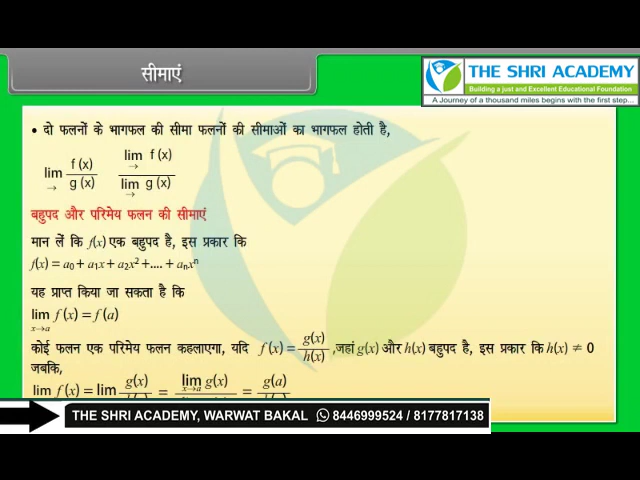 सीमाएं
THE SHRI ACADEMY
Building a just and Excellent Educational Foundation
A Journey of a thousand miles begins with the first step...
• दो फलनों के भागफल की सीमा फलनों की सीमाओं का भागफल होती है,
lim → f (x)/g (x) lim → f (x)/lim → g (x)
बहुपद और परिमेय फलन की सीमाएं
मान लें कि f(x) एक बहुपद है, इस प्रकार कि
f(x) = a₀ + a₁x + a₂x² +.... + aₙxⁿ
यह प्राप्त किया जा सकता है कि
lim x→a f (x) = f (a)
कोई फलन एक परिमेय फलन कहलाएगा, यदि f (x) = g(x)/h(x) , जहां g(x) और h(x) बहुपद है, इस प्रकार कि h(x) ≠ 0
जबकि,
lim f (x) = lim g(x) = lim x→a g(x) = g(a)
THE SHRI ACADEMY, WARWAT BAKAL 8446999524 / 8177817138